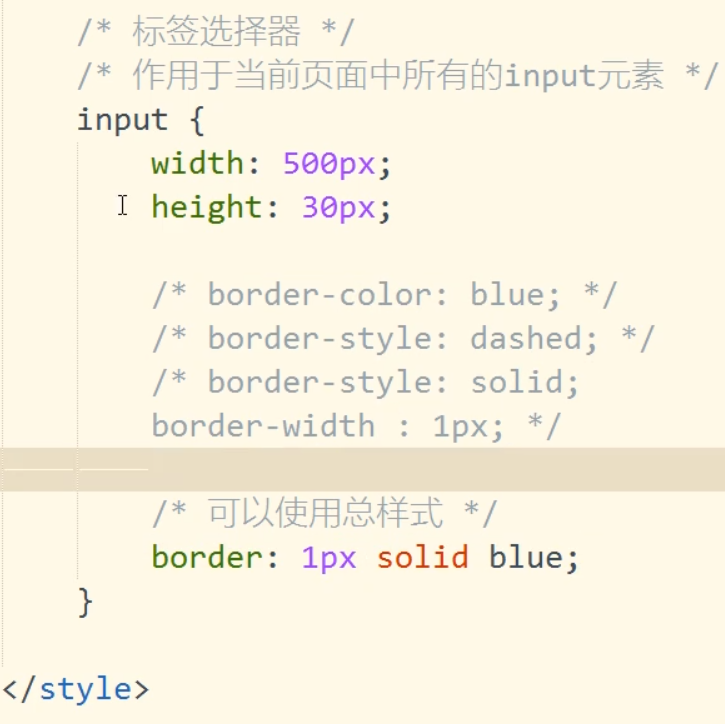 /* 标签选择器 */
/* 作用于当前页面中所有的input元素 */
input {
width: 500px;
height: 30px;
/* border-color: blue; */
/* border-style: dashed; */
/* border-style: solid;
border-width : 1px; */
/* 可以使用总样式 */
border: 1px solid blue;
}
</style>